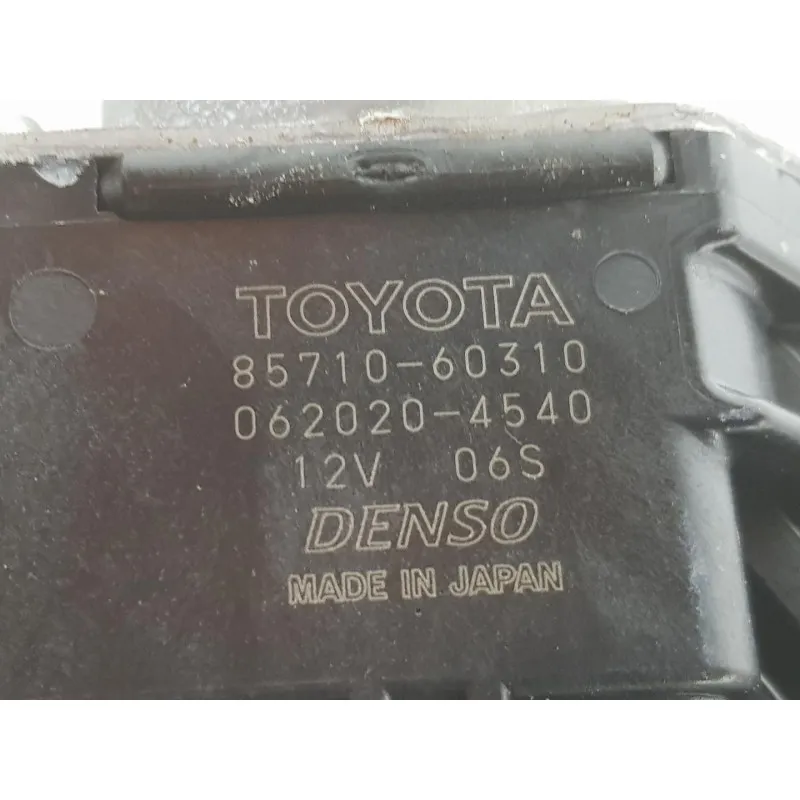 TOYOTA
85710-60310
062020-4540
12V 06S
DENSO
MADE IN JAPAN